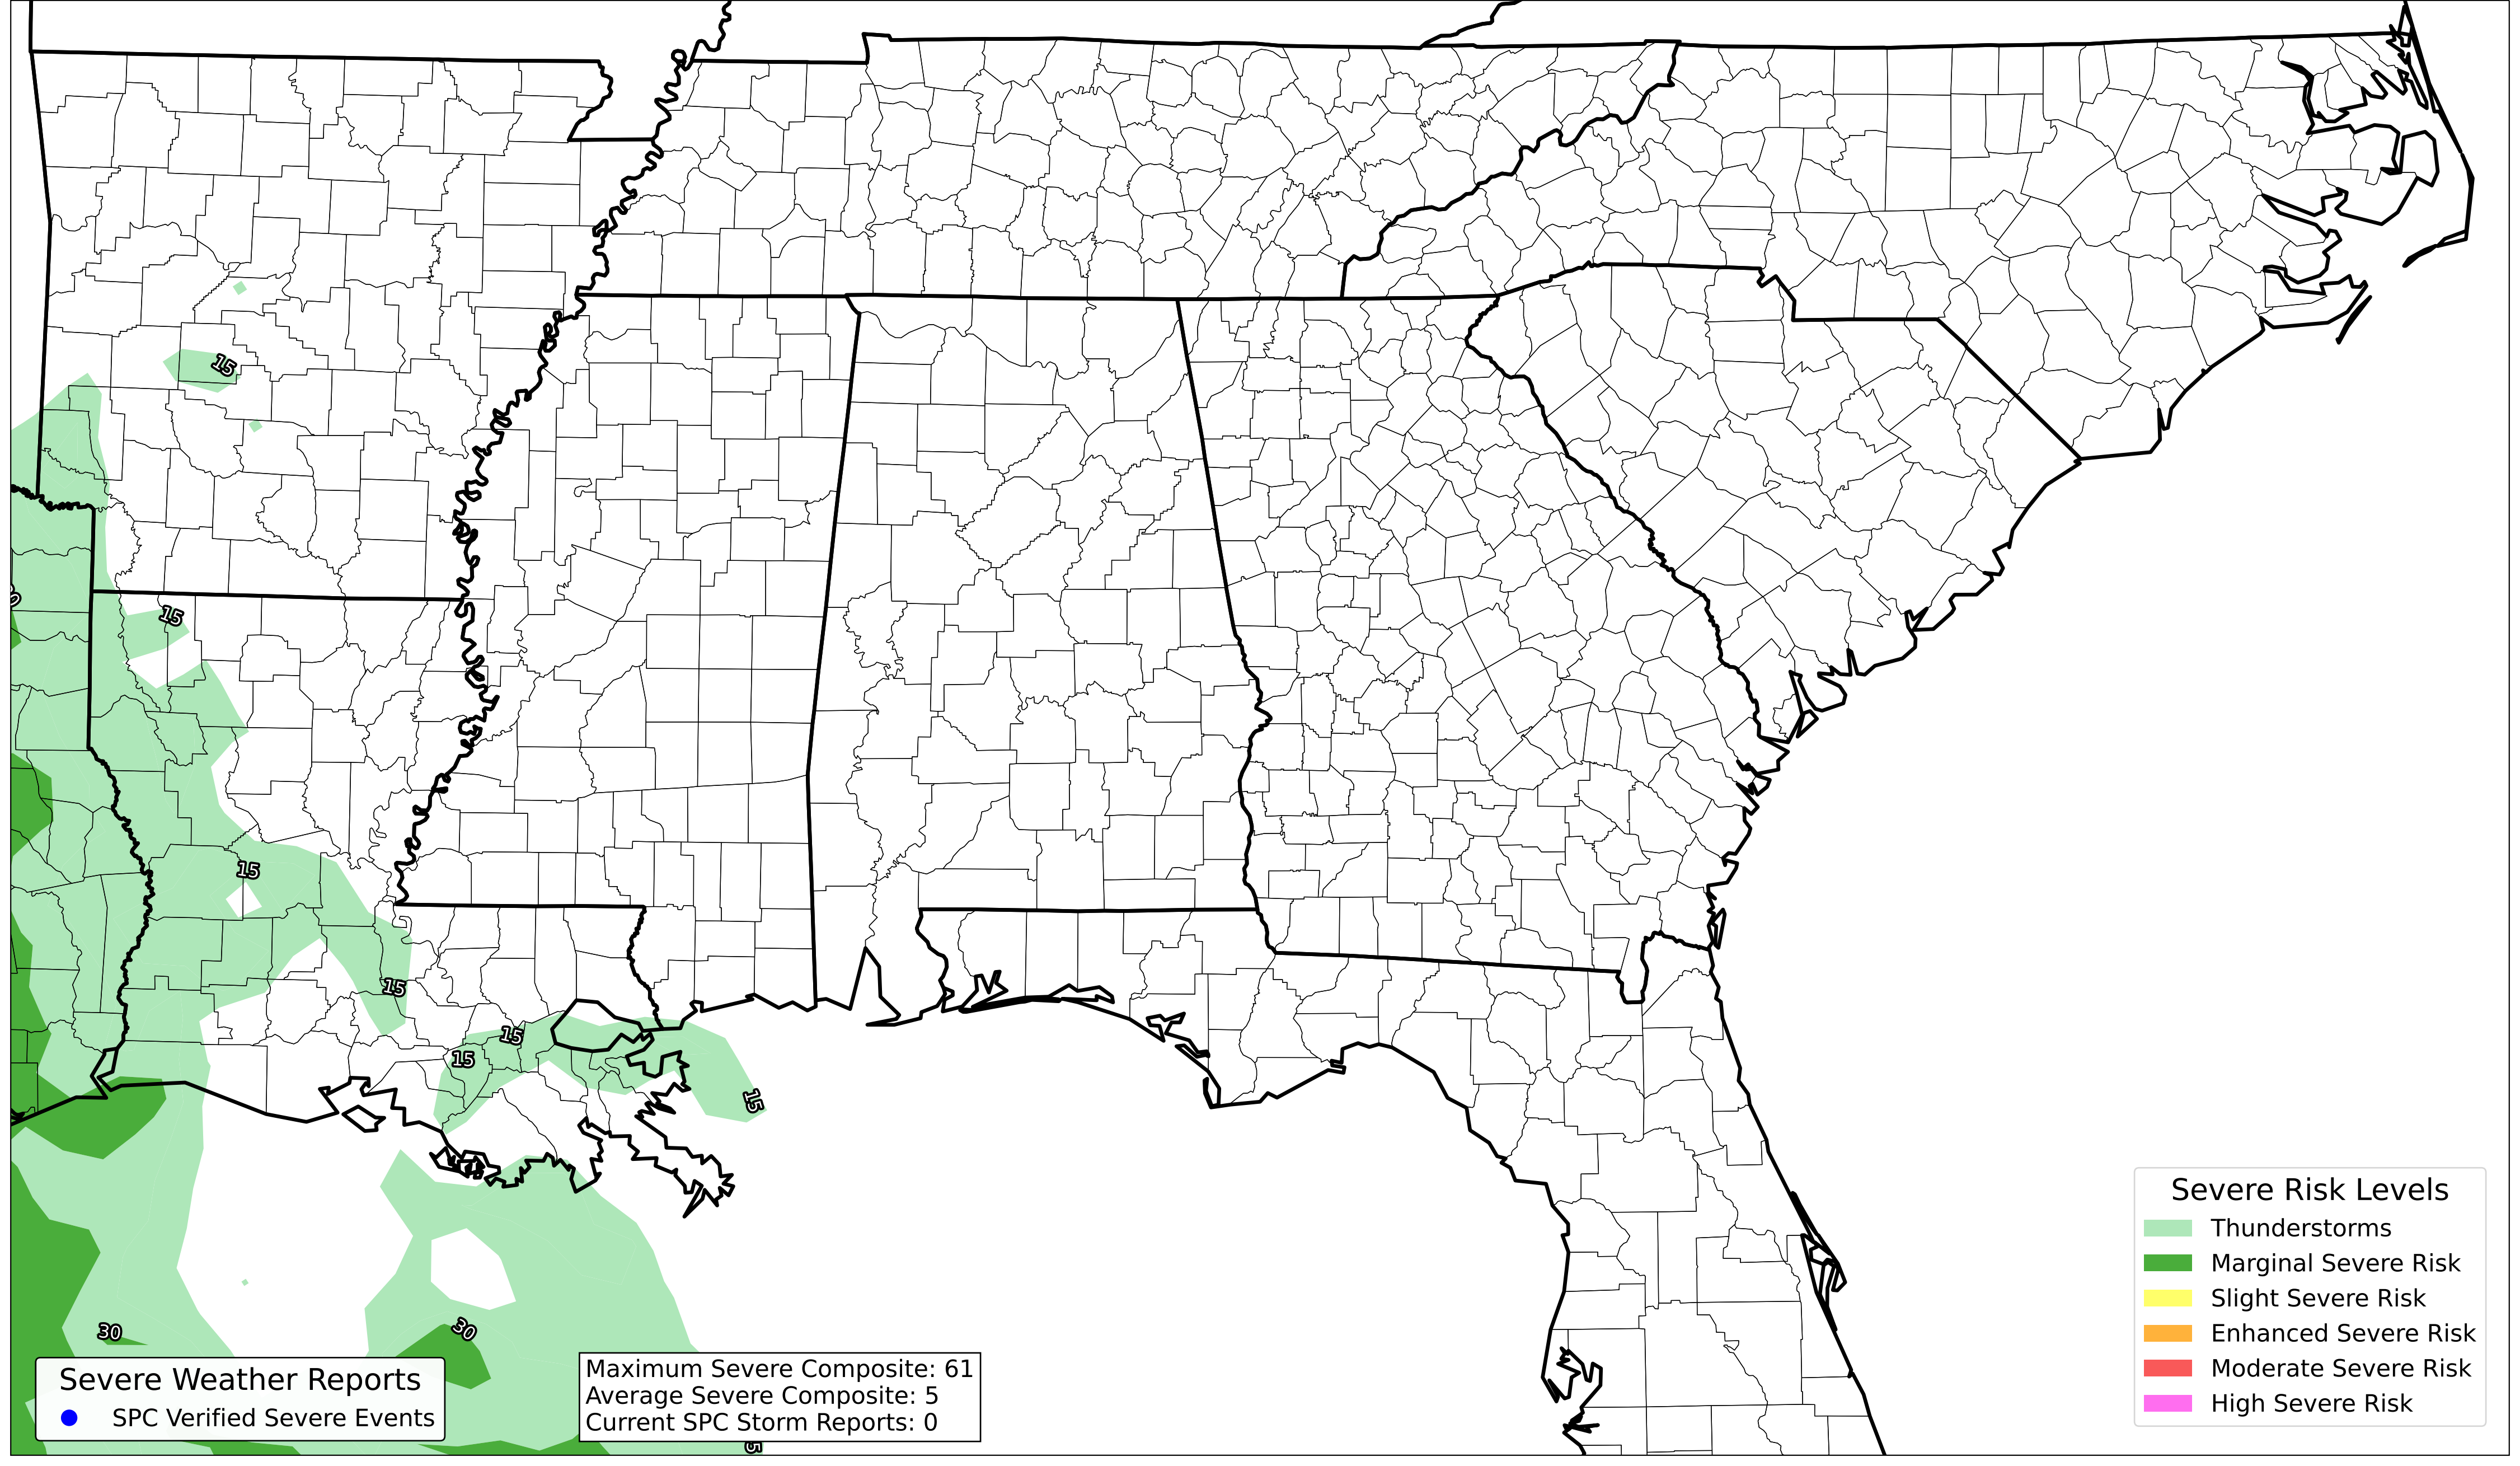 15
15
15
15
15
15
15
30
30
Severe Weather Reports
SPC Verified Severe Events
Maximum Severe Composite: 61
Average Severe Composite: 5
Current SPC Storm Reports: 0
Severe Risk Levels
Thunderstorms
Marginal Severe Risk
Slight Severe Risk
Enhanced Severe Risk
Moderate Severe Risk
High Severe Risk